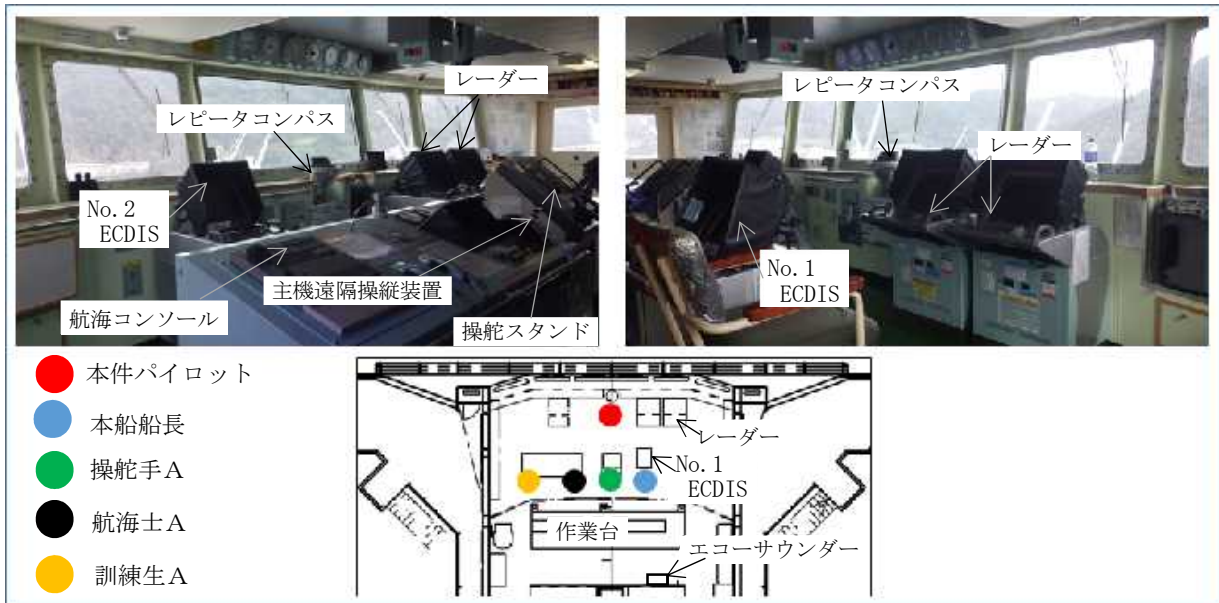 レーダー
レピータコンパス
No.2
ECDIS
主機遠隔操縦装置
航海コンソール
操舵スタンド
レピータコンパス
レーダー
No.1
ECDIS
本件パイロット
本船船長
操舵手A
航海士A
訓練生A
レーダー
No.1
ECDIS
作業台
エコーサウンダー